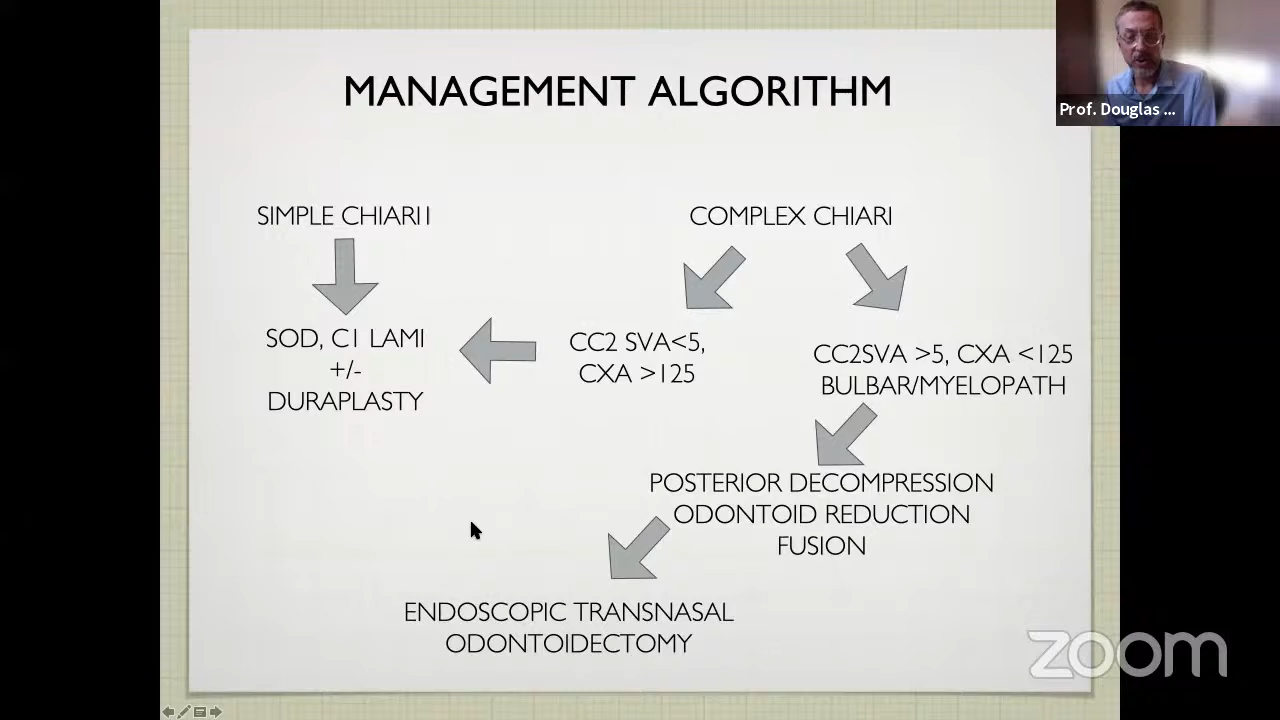 MANAGEMENT ALGORITHM
Prof. Douglas ...
SIMPLE CHIARI I
COMPLEX CHIARI
SOD, C1 LAMI
+/-
DURAPLASTY
CC2 SVA<5,
CXA >125
CC2SVA >5, CXA <125
BULBAR/MYELOPATH
POSTERIOR DECOMPRESSION
ODONTOID REDUCTION
FUSION
ENDOSCOPIC TRANSNASAL
ODONTOIDECTOMY
zoom